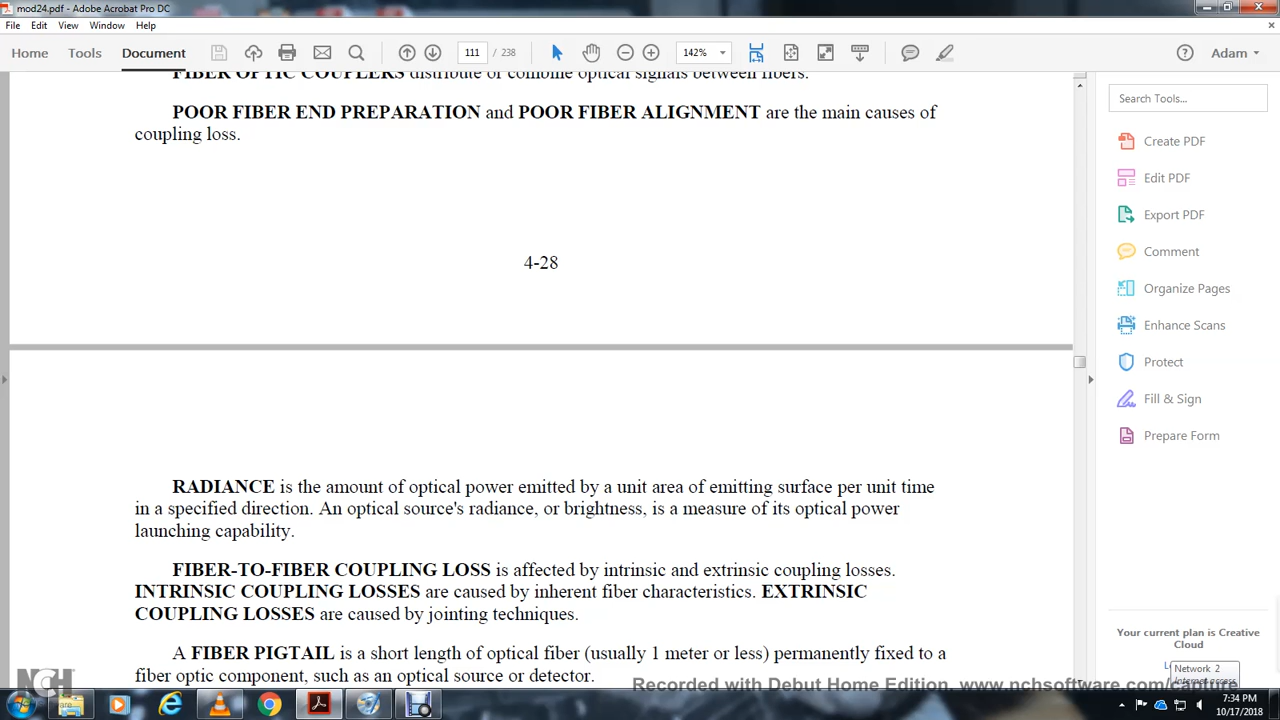 mod24.pdf - Adobe Acrobat Pro DC
File Edit View Window Help
Home Tools Document 111 / 238 142% Adam
FIBER OPTIC COUPLERS distribute or combine optical signals between fibers.
POOR FIBER END PREPARATION and POOR FIBER ALIGNMENT are the main causes of
coupling loss.
4-28
RADIANCE is the amount of optical power emitted by a unit area of emitting surface per unit time
in a specified direction. An optical source's radiance, or brightness, is a measure of its optical power
launching capability.
FIBER-TO-FIBER COUPLING LOSS is affected by intrinsic and extrinsic coupling losses.
INTRINSIC COUPLING LOSSES are caused by inherent fiber characteristics. EXTRINSIC
COUPLING LOSSES are caused by jointing techniques.
A FIBER PIGTAIL is a short length of optical fiber (usually 1 meter or less) permanently fixed to a
fiber optic component, such as an optical source or detector.
Search Tools...
Create PDF
Edit PDF
Export PDF
Comment
Organize Pages
Enhance Scans
Protect
Fill & Sign
Prepare Form
Your current plan is Creative
Cloud
Network 2
Internet access
NCH
Recorded with Debut Home Edition. www.nchsoftware.com/capture
7:34 PM
10/17/2018